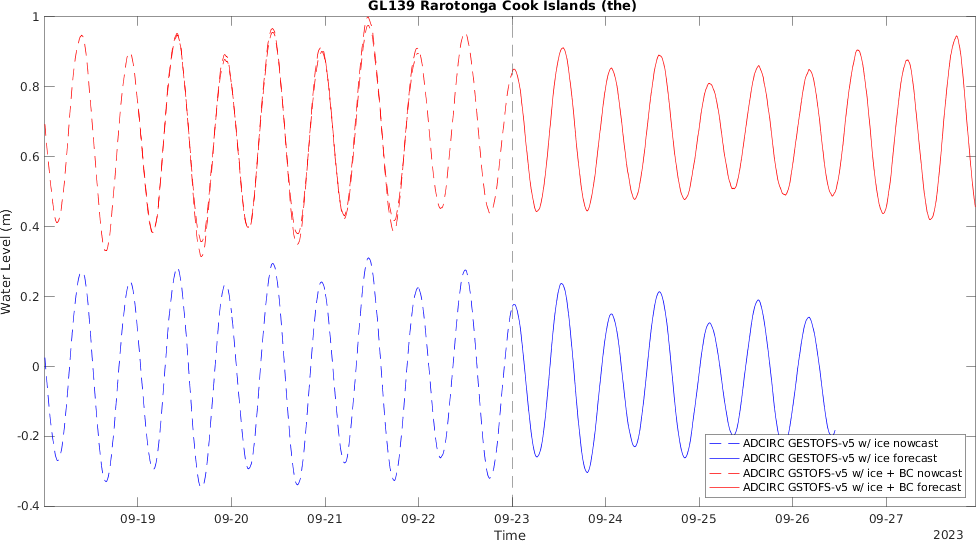 GL139 Rarotonga Cook Islands (the)
1
0.8
0.6
0.4
0.2
0
-0.2
-0.4
Water Level (m)
ADCIRC GESTOFS-v5 w/ ice nowcast
ADCIRC GESTOFS-v5 w/ ice forecast
ADCIRC GSTOFS-v5 w/ ice + BC nowcast
ADCIRC GESTOFS-v5 w/ ice + BC forecast
09-19 09-20 09-21 09-22 09-23 09-24 09-25 09-26 09-27
Time
2023